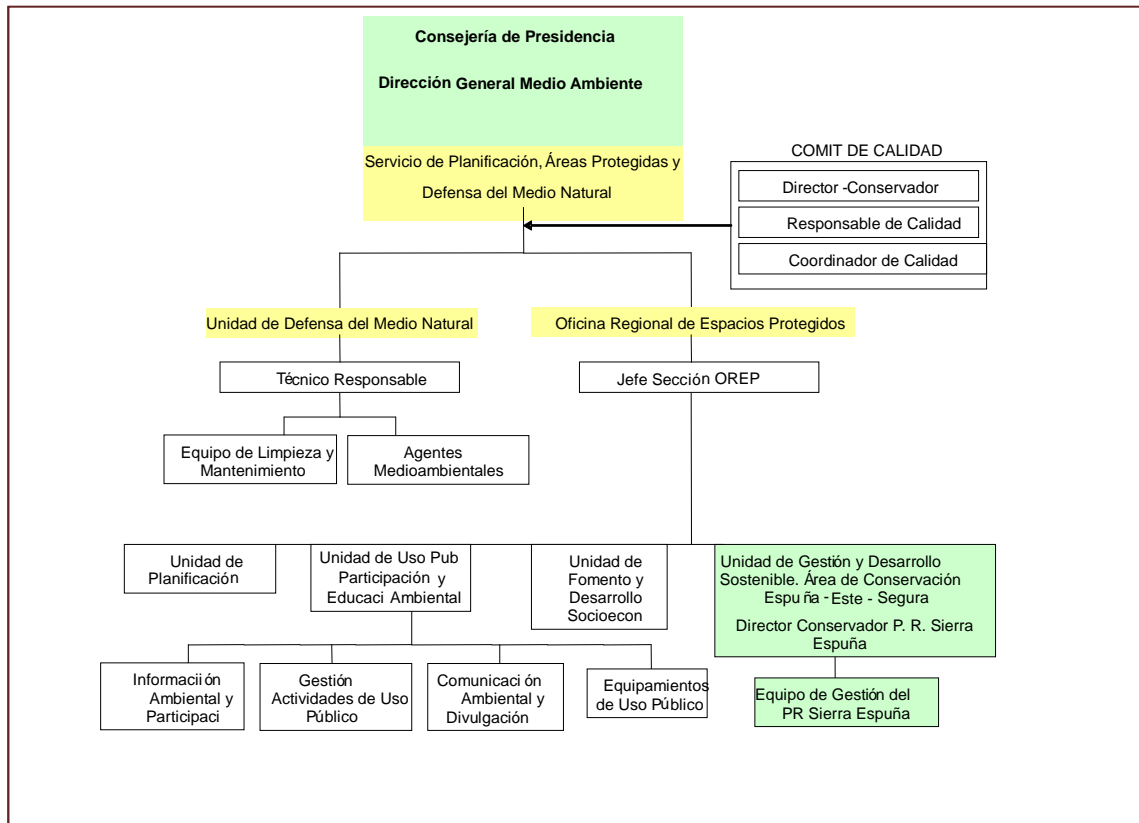 Consejería de Presidencia
Dirección General Medio Ambiente
Servicio de Planificación, Áreas Protegidas y
Defensa del Medio Natural
COMIT DE CALIDAD
Director -Conservador
Responsable de Calidad
Coordinador de Calidad
Unidad de Defensa del Medio Natural
Oficina Regional de Espacios Protegidos
Técnico Responsable
Jefe Sección OREP
Equipo de Limpieza y
Mantenimiento
Agentes
Medioambientales
Unidad de
Planificación
Unidad de Uso Pub
Participación y
Educaci Ambiental
Unidad de
Fomento y
Desarrollo
Socioecon
Unidad de Gestión y Desarrollo
Sostenible. Área de Conservación
Espuña - Este - Segura
Director Conservador P. R. Sierra
Espuña
Informaciión
Ambiental y
Participaci
Gestión
Actividades de Uso
Público
Comunicación
Ambiental y
Divulgación
Equipamientos
de Uso Público
Equipo de Gestión del
PR Sierra Espuña